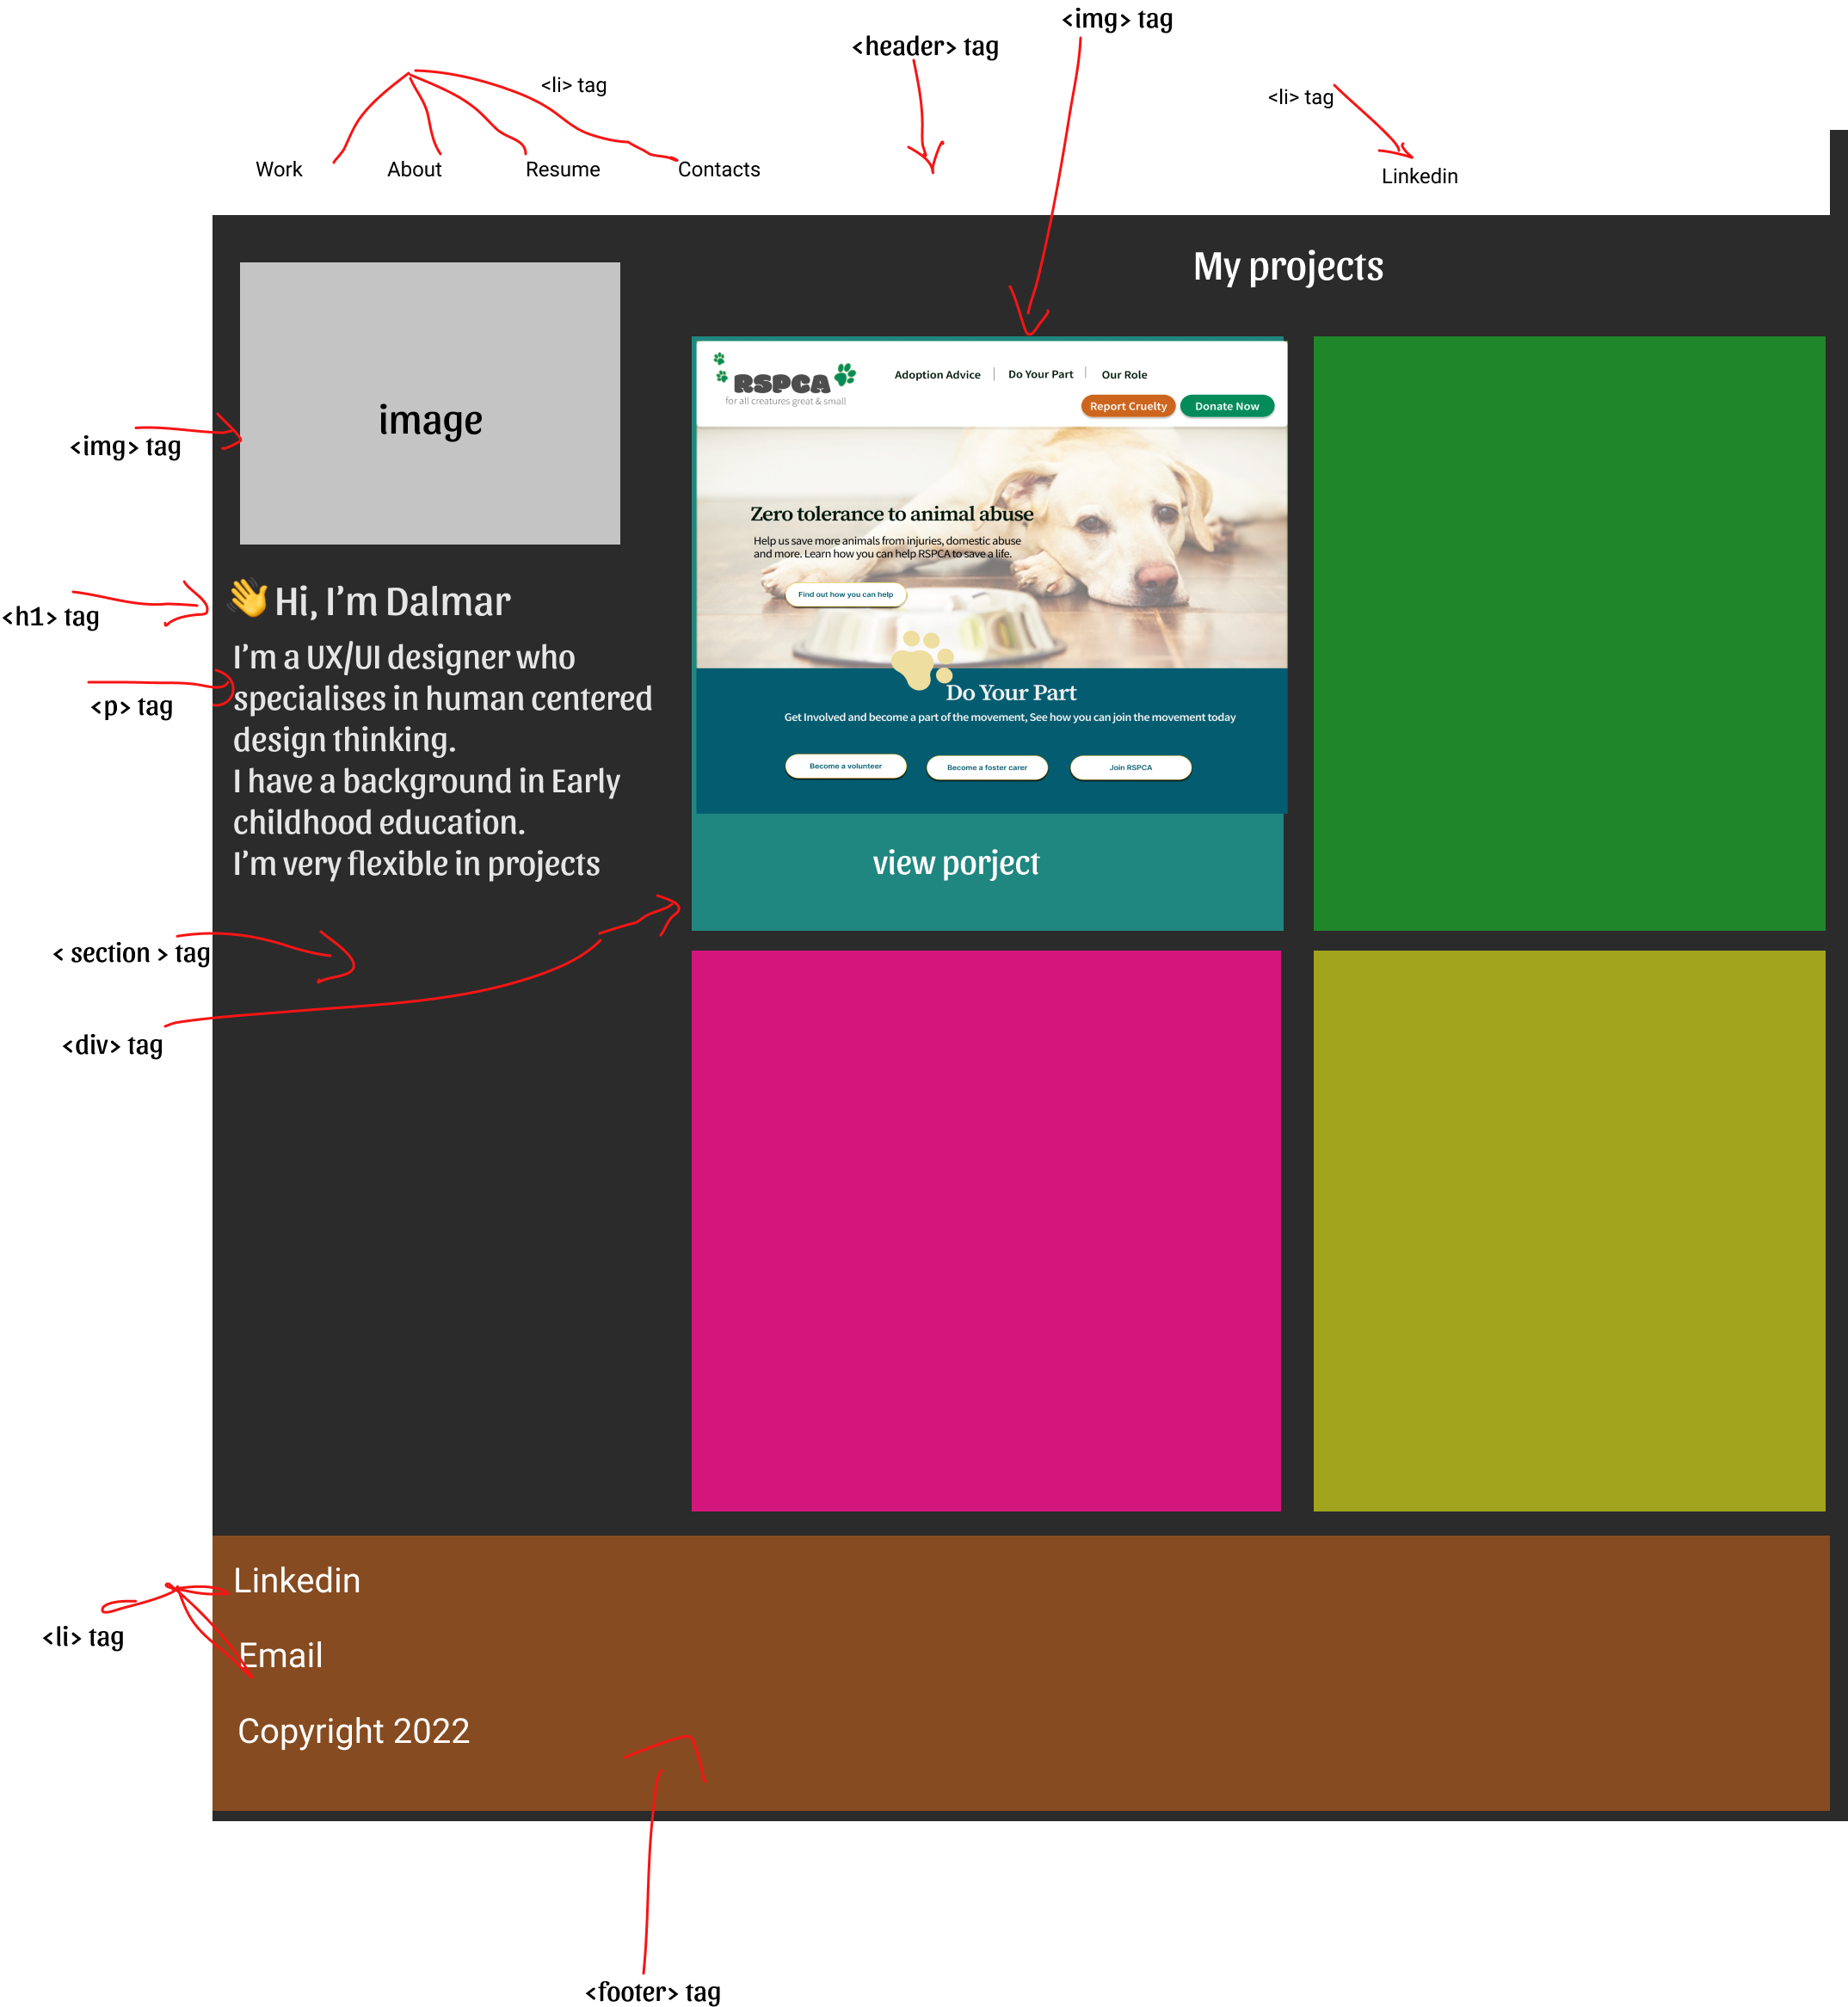 <img> tag
<header> tag
<li> tag
<li> tag
Work
About
Resume
Contacts
Linkedin
My projects
image
<img> tag
RSPCA
for all creatures great & small
Adoption Advice
Do Your Part
Our Role
Report Cruelty
Donate Now
Zero tolerance to animal abuse
Help us save more animals from injuries, domestic abuse
and more. Learn how you can help RSPCA to save a life.
Find out how you can help
<h1> tag
👋 Hi, I’m Dalmar
<p> tag
I’m a UX/UI designer who
specialises in human centered
design thinking.
I have a background in Early
childhood education.
I’m very flexible in projects
Do Your Part
Get Involved and become a part of the movement, See how you can join the movement today
Become a volunteer
Become a foster carer
Join RSPCA
view porject
< section > tag
<div> tag
Linkedin
<li> tag
Email
Copyright 2022
<footer> tag